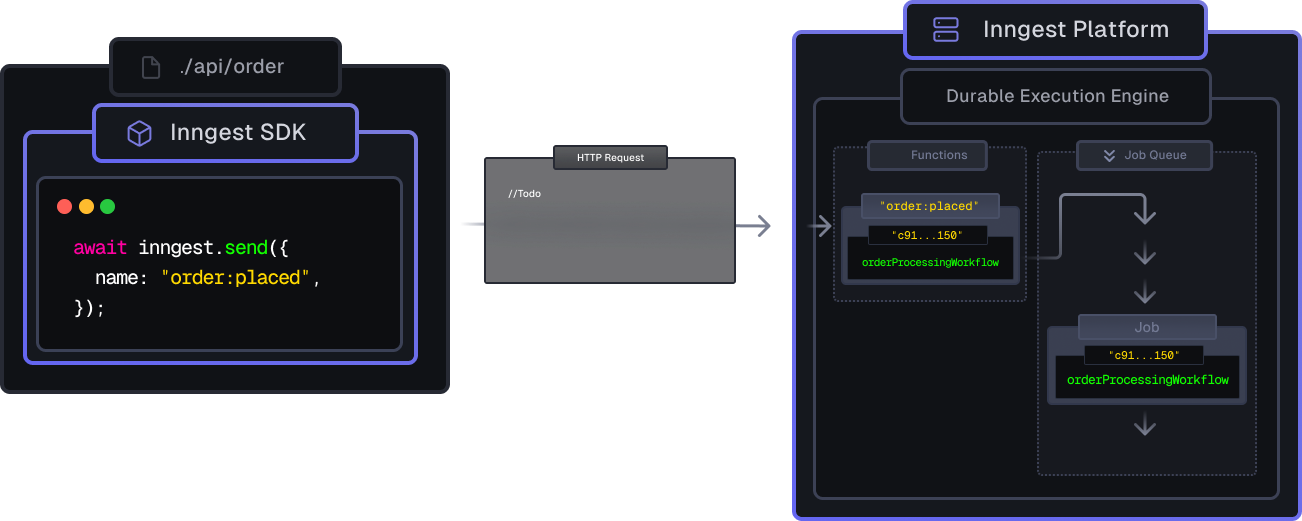 ./api/order
Inngest SDK
await inngest.send({
name: "order:placed",
});
HTTP Request
//Todo
Inngest Platform
Durable Execution Engine
Functions
"order:placed"
"c91...150"
orderProcessingWorkflow
Job Queue
Job
"c91...150"
orderProcessingWorkflow